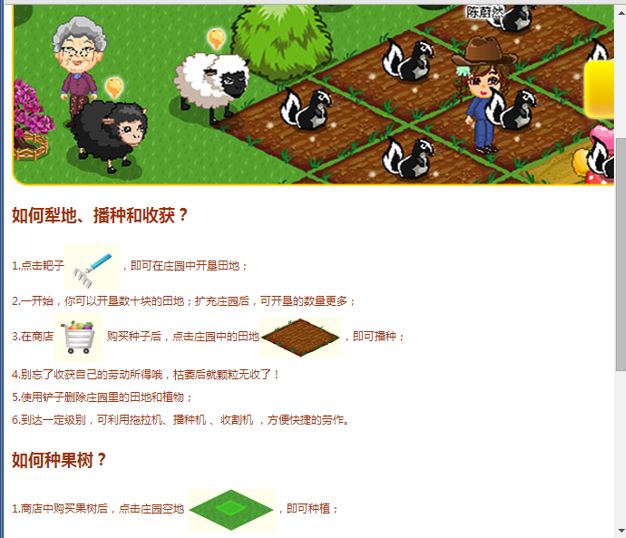 陈蔚然
如何犁地、播种和收获？
1.点击耙子，即可在庄园中开垦田地；
2.一开始，你可以开垦数十块的田地；扩充庄园后，可开垦的数量更多；
3.在商店 购买种子后，点击庄园中的田地，即可播种；
4.别忘了收获自己的劳动所得哦，枯萎后就颗粒无收了！
5.使用铲子删除庄园里的田地和植物；
6.到达一定级别，可利用拖拉机、播种机 、收割机 ，方便快捷的劳作。
如何种果树？
1.商店中购买果树后，点击庄园空地 ，即可种植；